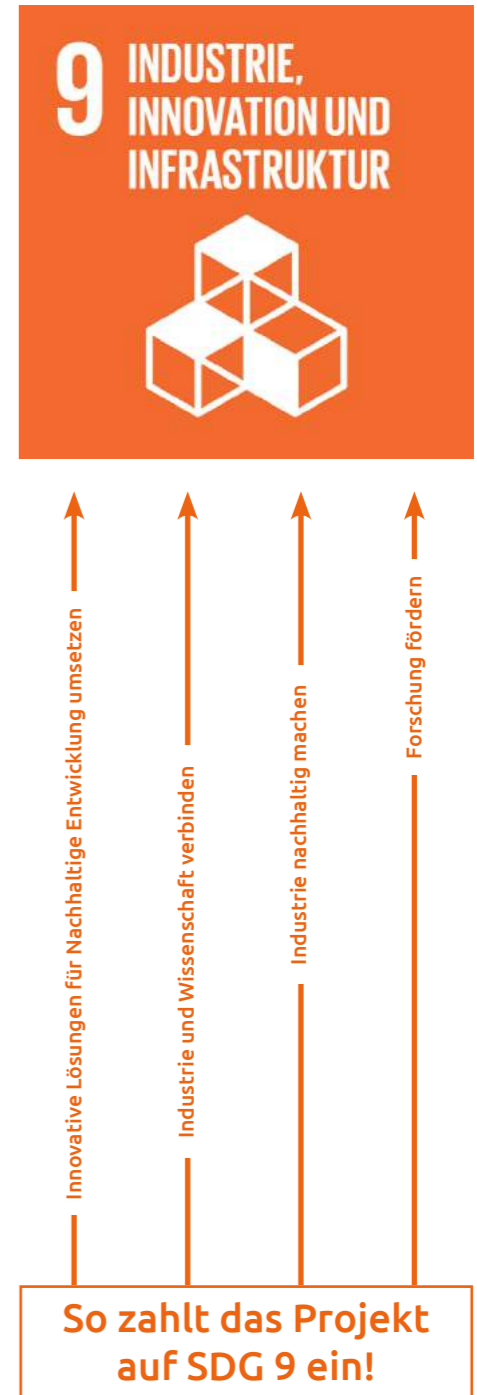 9 INDUSTRIE,
INNOVATION UND
INFRASTRUKTUR
Innovative Lösungen für Nachhaltige Entwicklung umsetzen
Industrie und Wissenschaft verbinden
Industrie nachhaltig machen
Forschung fördern
So zahlt das Projekt
auf SDG 9 ein!